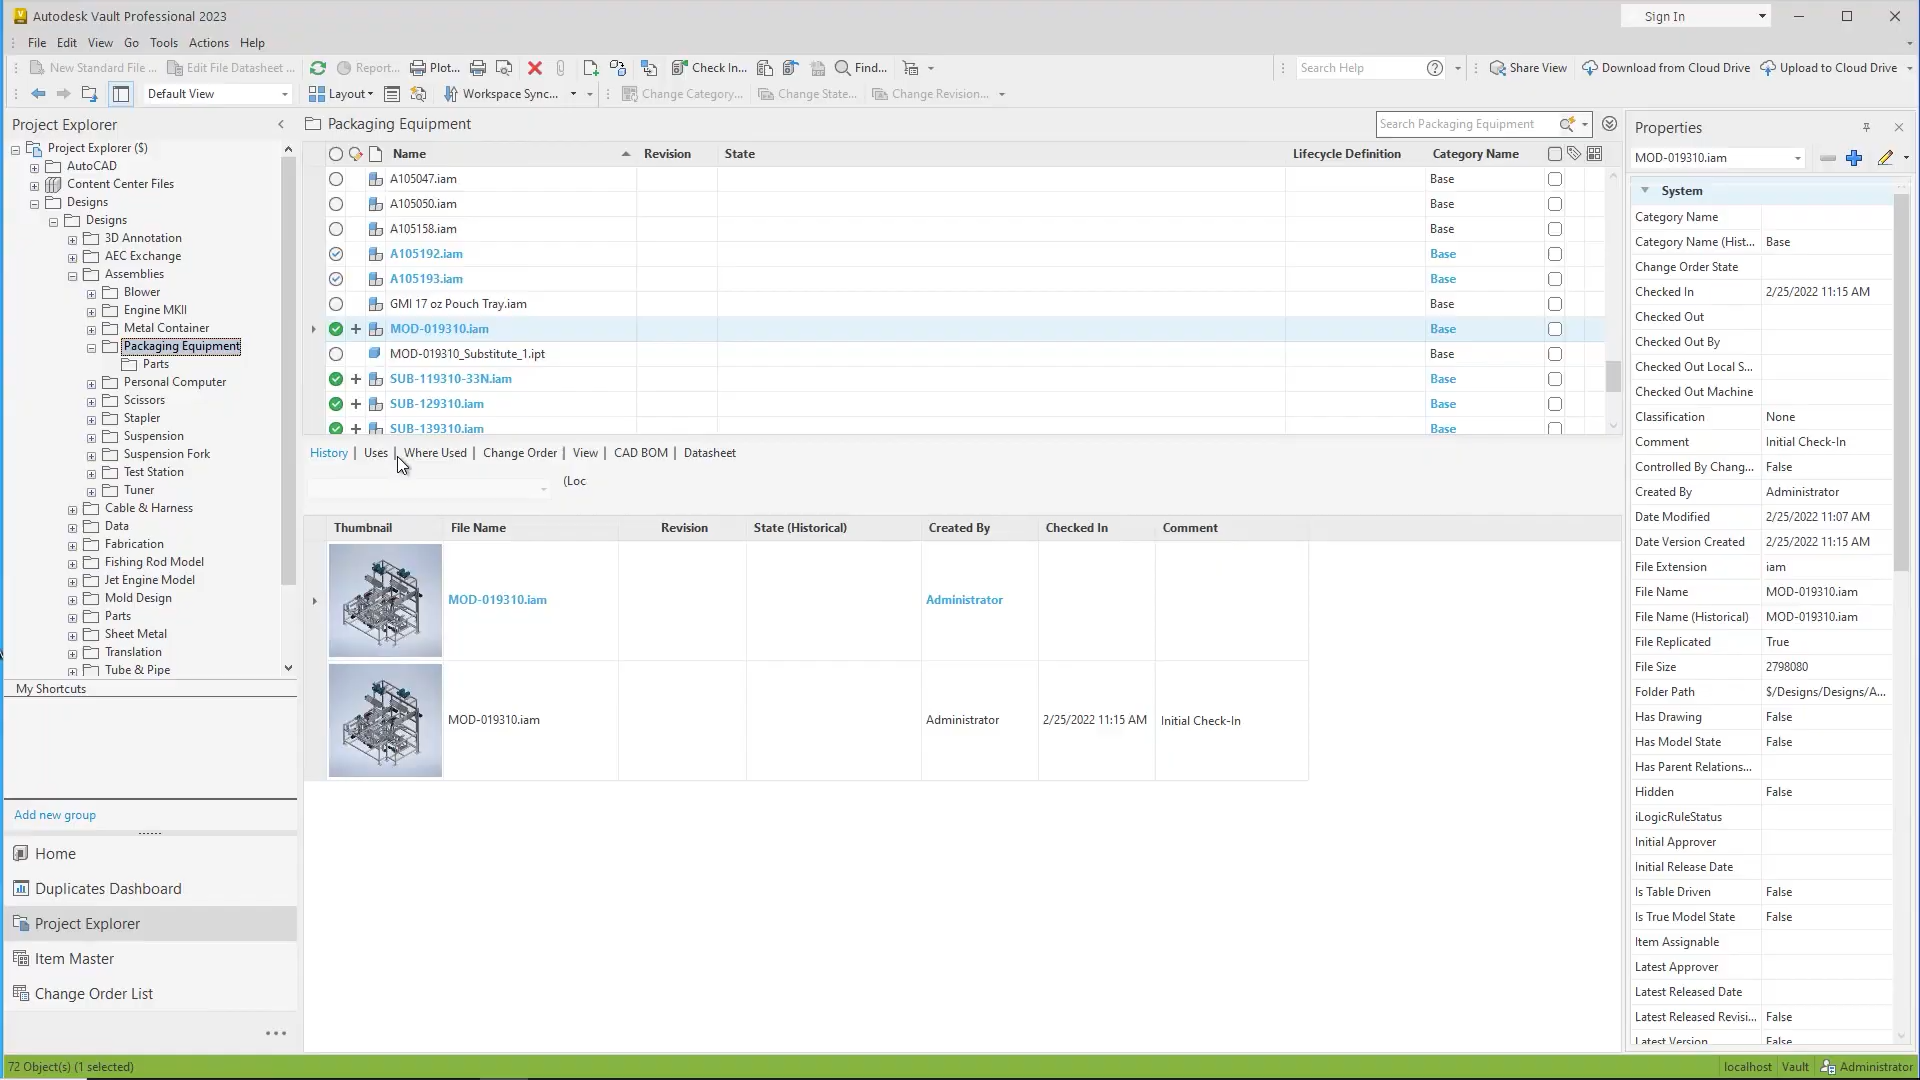 Autodesk Vault Professional 2023
Sign In
File Edit View Go Tools Actions Help
New Standard File ... Edit File Datasheet ... Report... Plot... Check In... Find... Search Help Share View Download from Cloud Drive Upload to Cloud Drive
Default View Layout Workspace Sync... Change Category... Change State... Change Revision...
Project Explorer
Project Explorer ($)
AutoCAD
Content Center Files
Designs
Designs
3D Annotation
AEC Exchange
Assemblies
Blower
Engine MKII
Metal Container
Packaging Equipment
Parts
Personal Computer
Scissors
Stapler
Suspension
Suspension Fork
Test Station
Tuner
Cable & Harness
Data
Fabrication
Fishing Rod Model
Jet Engine Model
Mold Design
Parts
Sheet Metal
Translation
Tube & Pipe
My Shortcuts
Add new group
Home
Duplicates Dashboard
Project Explorer
Item Master
Change Order List
Packaging Equipment
Search Packaging Equipment
Name Revision State Lifecycle Definition Category Name
A105047.iam Base
A105050.iam Base
A105158.iam Base
A105192.iam Base
A105193.iam Base
GMI 17 oz Pouch Tray.iam Base
MOD-019310.iam Base
MOD-019310_Substitute_1.ipt Base
SUB-119310-33N.iam Base
SUB-129310.iam Base
SUB-139310.iam Base
History | Uses | Where Used | Change Order | View | CAD BOM | Datasheet
(Loc
Thumbnail File Name Revision State (Historical) Created By Checked In Comment
MOD-019310.iam Administrator
MOD-019310.iam Administrator 2/25/2022 11:15 AM Initial Check-In
Properties
MOD-019310.iam
System
Category Name
Category Name (Hist... Base
Change Order State
Checked In 2/25/2022 11:15 AM
Checked Out
Checked Out By
Checked Out Local S...
Checked Out Machine
Classification None
Comment Initial Check-In
Controlled By Chang... False
Created By Administrator
Date Modified 2/25/2022 11:07 AM
Date Version Created 2/25/2022 11:15 AM
File Extension iam
File Name MOD-019310.iam
File Name (Historical) MOD-019310.iam
File Replicated True
File Size 2798080
Folder Path $/Designs/Designs/A...
Has Drawing False
Has Model State False
Has Parent Relations...
Hidden False
iLogicRuleStatus
Initial Approver
Initial Release Date
Is Table Driven False
Is True Model State False
Item Assignable
Latest Approver
Latest Released Date
Latest Released Revisi... False
Latest Version False
72 Object(s) (1 selected)
localhost Vault Administrator